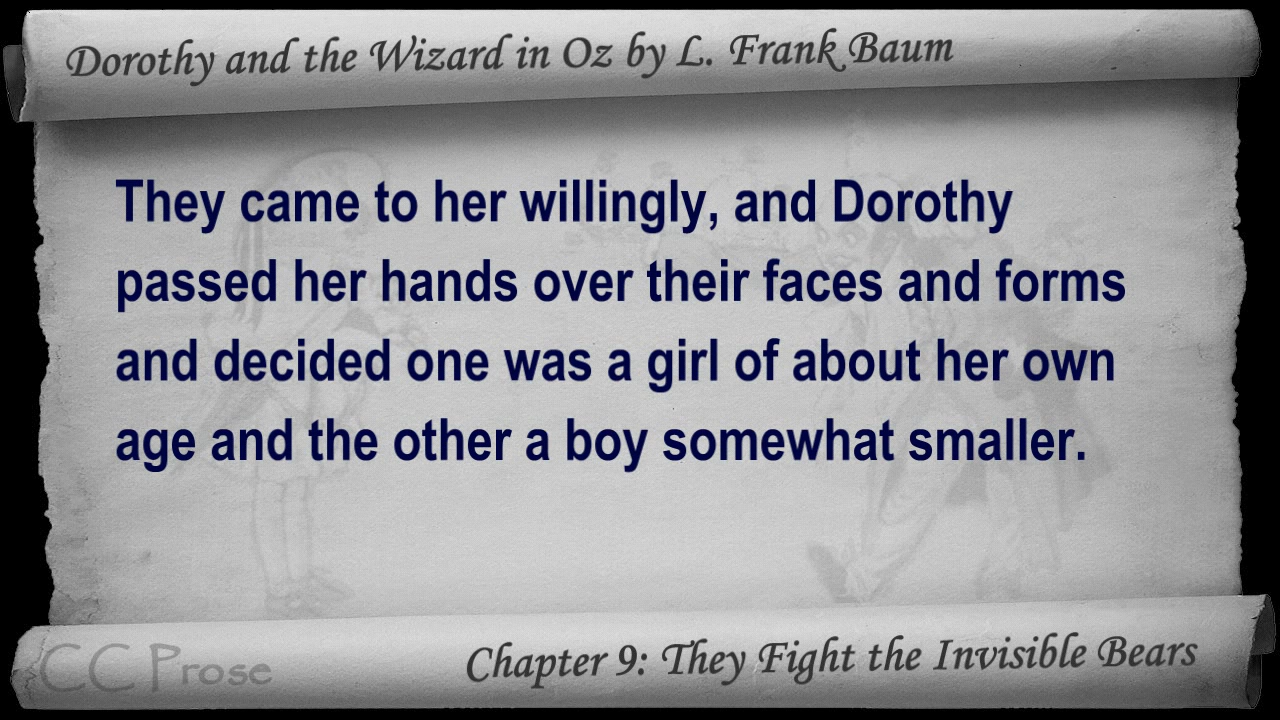 Dorothy and the Wizard in Oz by L. Frank Baum
They came to her willingly, and Dorothy
passed her hands over their faces and forms
and decided one was a girl of about her own
age and the other a boy somewhat smaller.
CC Prose
Chapter 9: They Fight the Invisible Bears